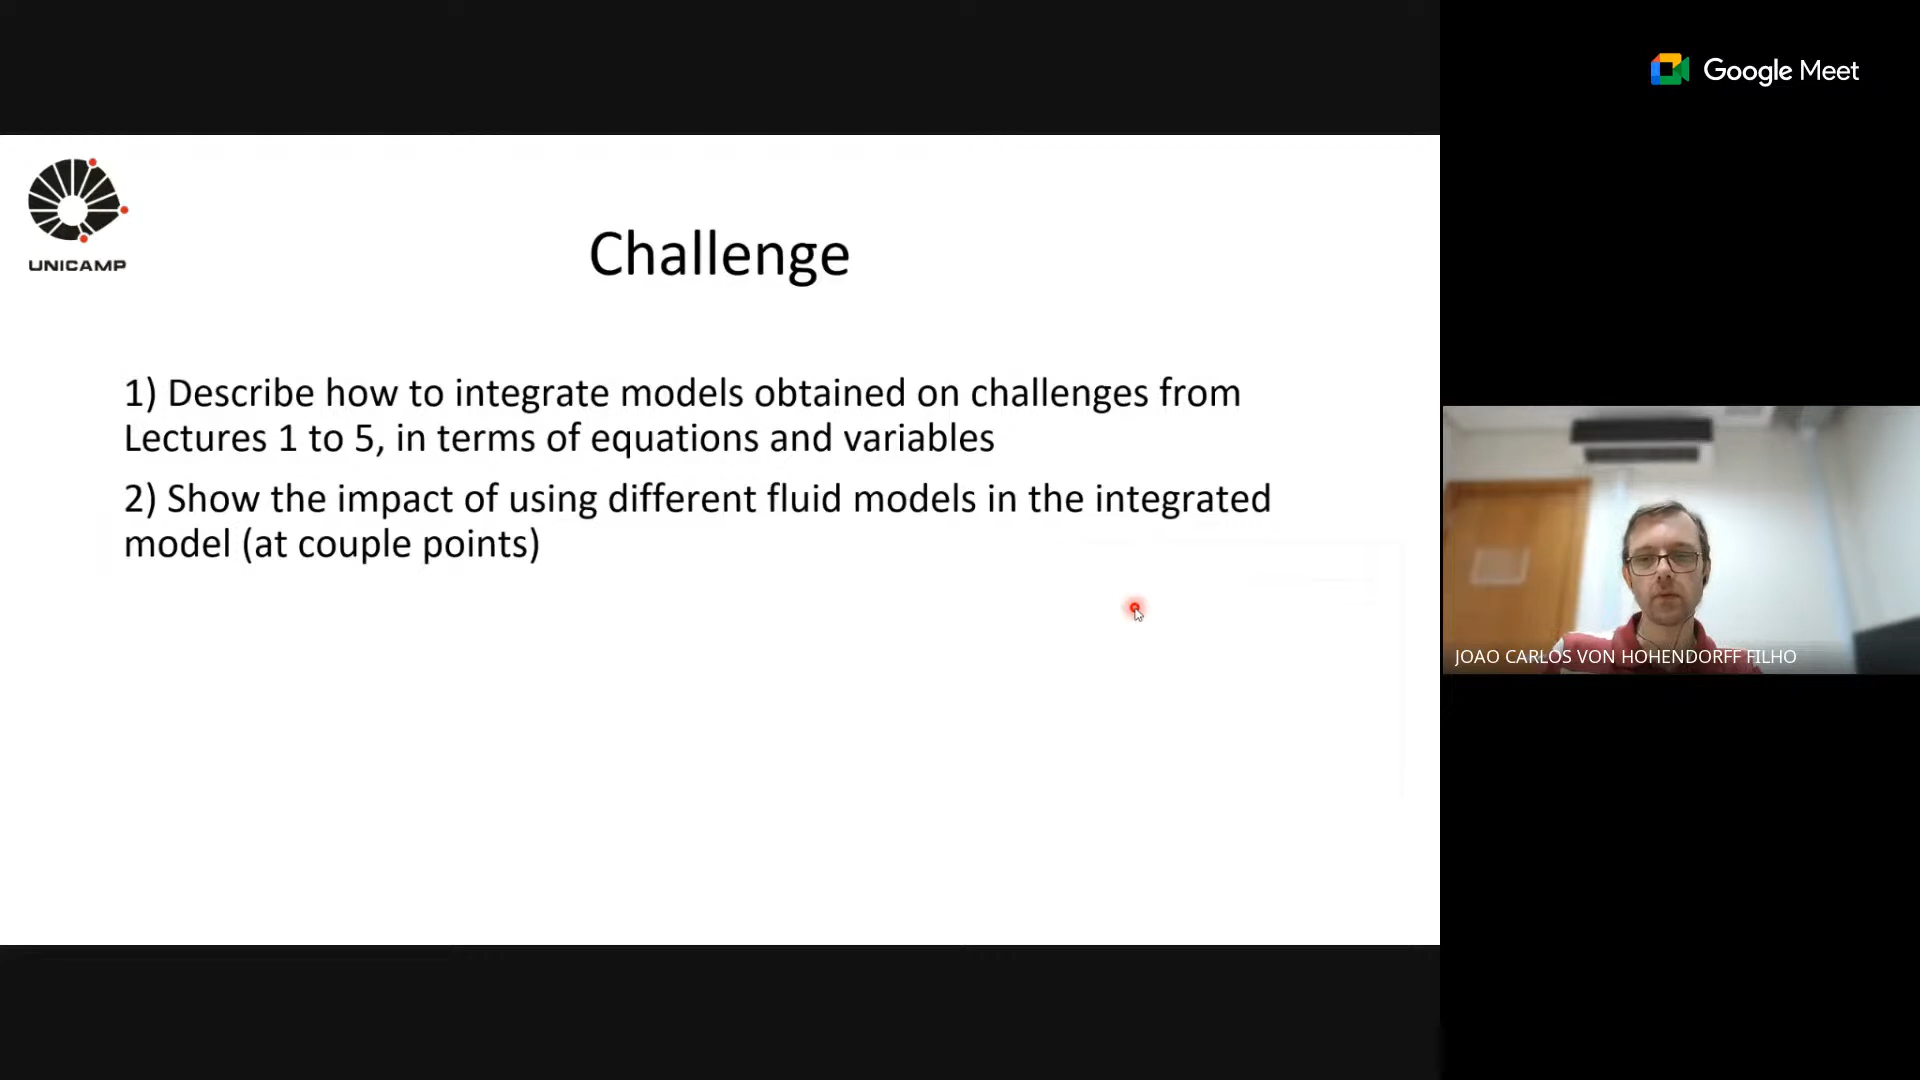 Google Meet
UNICAMP
Challenge
1) Describe how to integrate models obtained on challenges from
Lectures 1 to 5, in terms of equations and variables
2) Show the impact of using different fluid models in the integrated
model (at couple points)
JOAO CARLOS VON HOHENDORFF FILHO